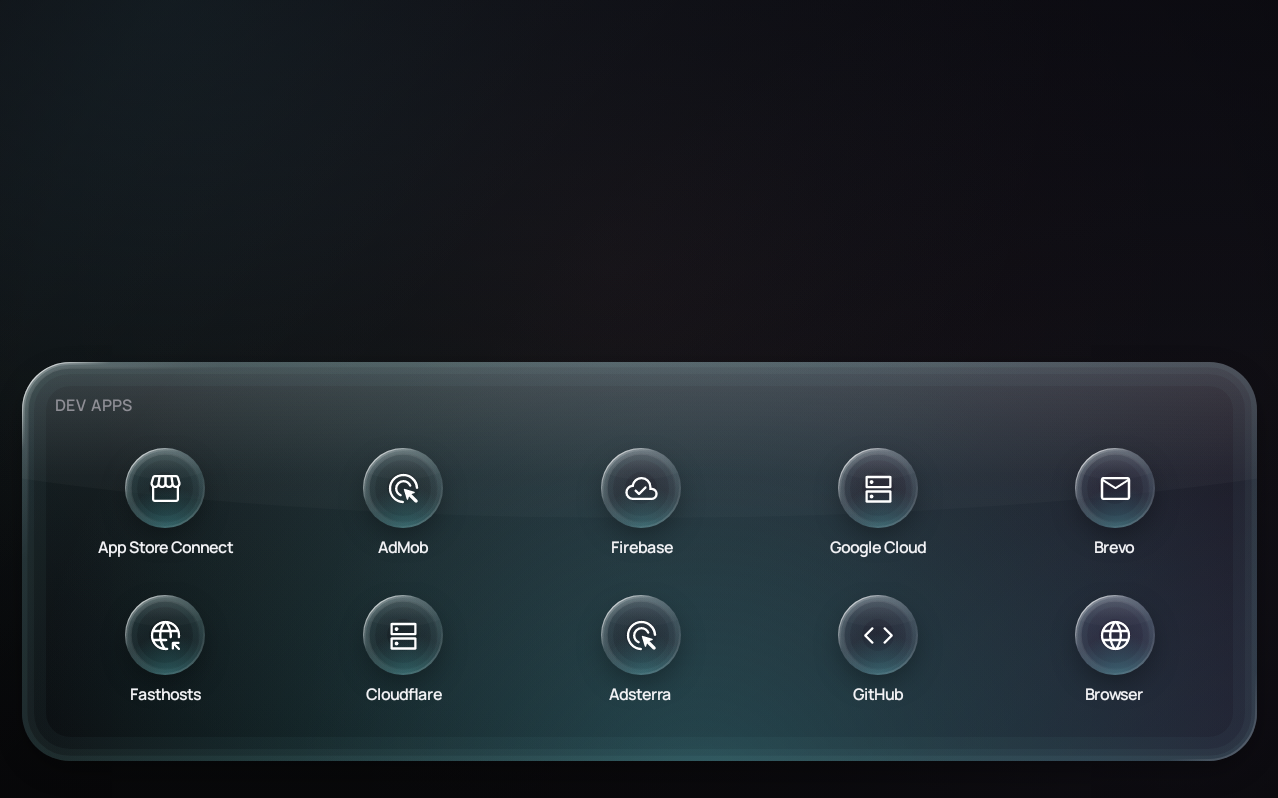 DEV APPS
App Store Connect
AdMob
Firebase
Google Cloud
Brevo
Fasthosts
Cloudflare
Adsterra
GitHub
Browser